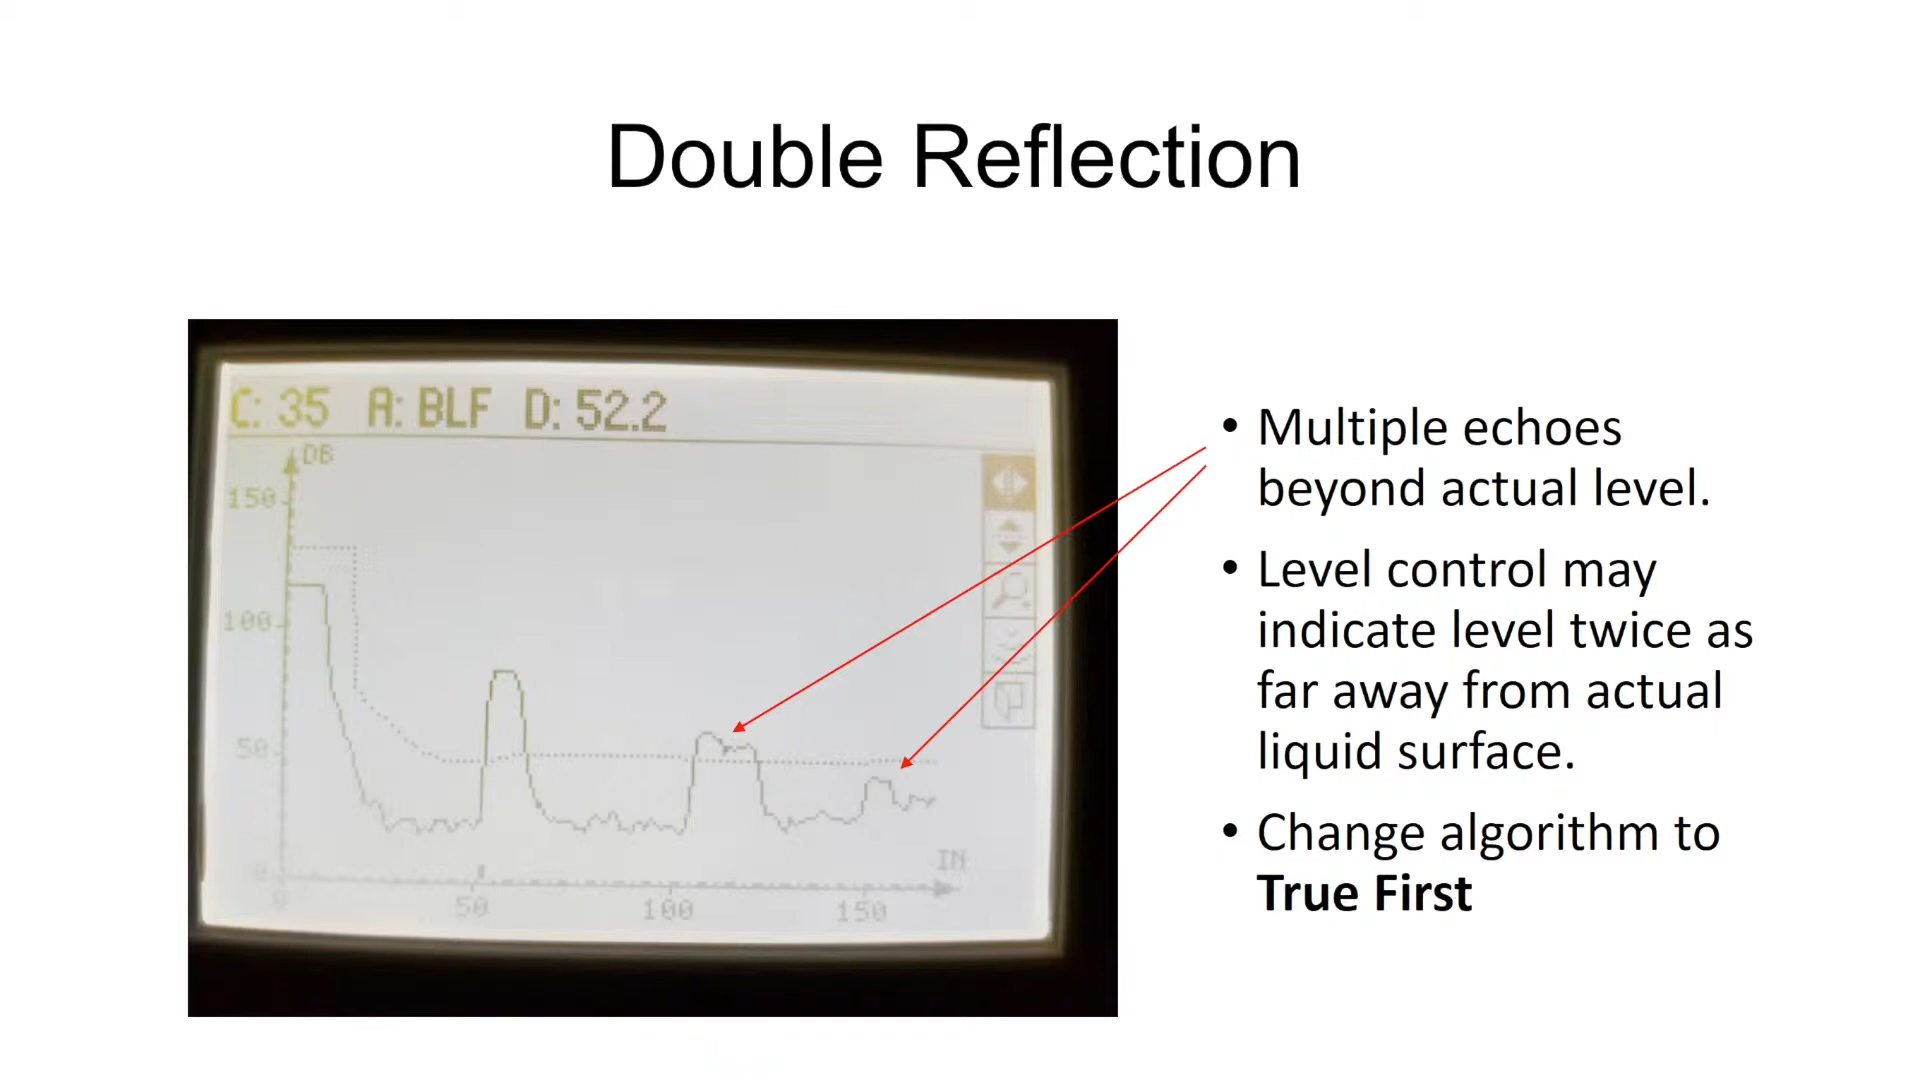 Double Reflection
C: 35 A: BLF D: 52.2
DB
150
100
50
0
IN
0
50
100
150
• Multiple echoes
beyond actual level.
• Level control may
indicate level twice as
far away from actual
liquid surface.
• Change algorithm to
True First